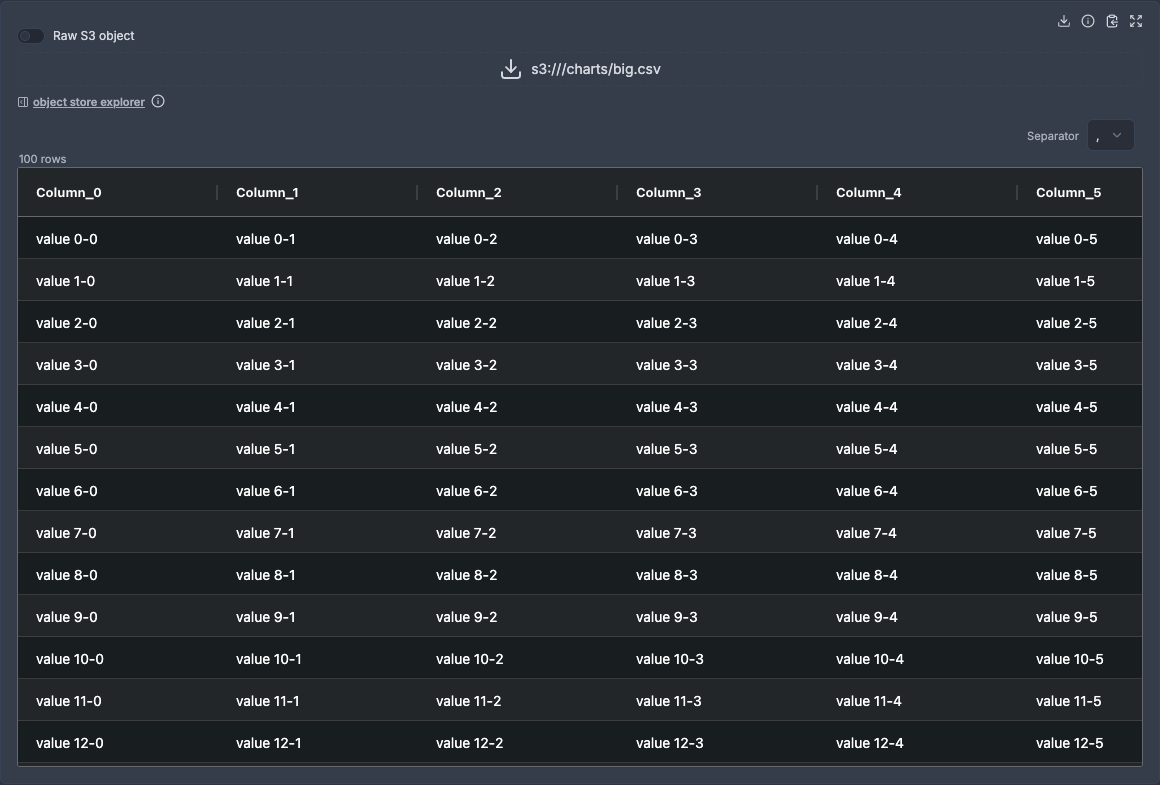 Raw S3 object
s3:///charts/big.csv
object store explorer
Separator ,
100 rows
Column_0 Column_1 Column_2 Column_3 Column_4 Column_5
value 0-0 value 0-1 value 0-2 value 0-3 value 0-4 value 0-5
value 1-0 value 1-1 value 1-2 value 1-3 value 1-4 value 1-5
value 2-0 value 2-1 value 2-2 value 2-3 value 2-4 value 2-5
value 3-0 value 3-1 value 3-2 value 3-3 value 3-4 value 3-5
value 4-0 value 4-1 value 4-2 value 4-3 value 4-4 value 4-5
value 5-0 value 5-1 value 5-2 value 5-3 value 5-4 value 5-5
value 6-0 value 6-1 value 6-2 value 6-3 value 6-4 value 6-5
value 7-0 value 7-1 value 7-2 value 7-3 value 7-4 value 7-5
value 8-0 value 8-1 value 8-2 value 8-3 value 8-4 value 8-5
value 9-0 value 9-1 value 9-2 value 9-3 value 9-4 value 9-5
value 10-0 value 10-1 value 10-2 value 10-3 value 10-4 value 10-5
value 11-0 value 11-1 value 11-2 value 11-3 value 11-4 value 11-5
value 12-0 value 12-1 value 12-2 value 12-3 value 12-4 value 12-5